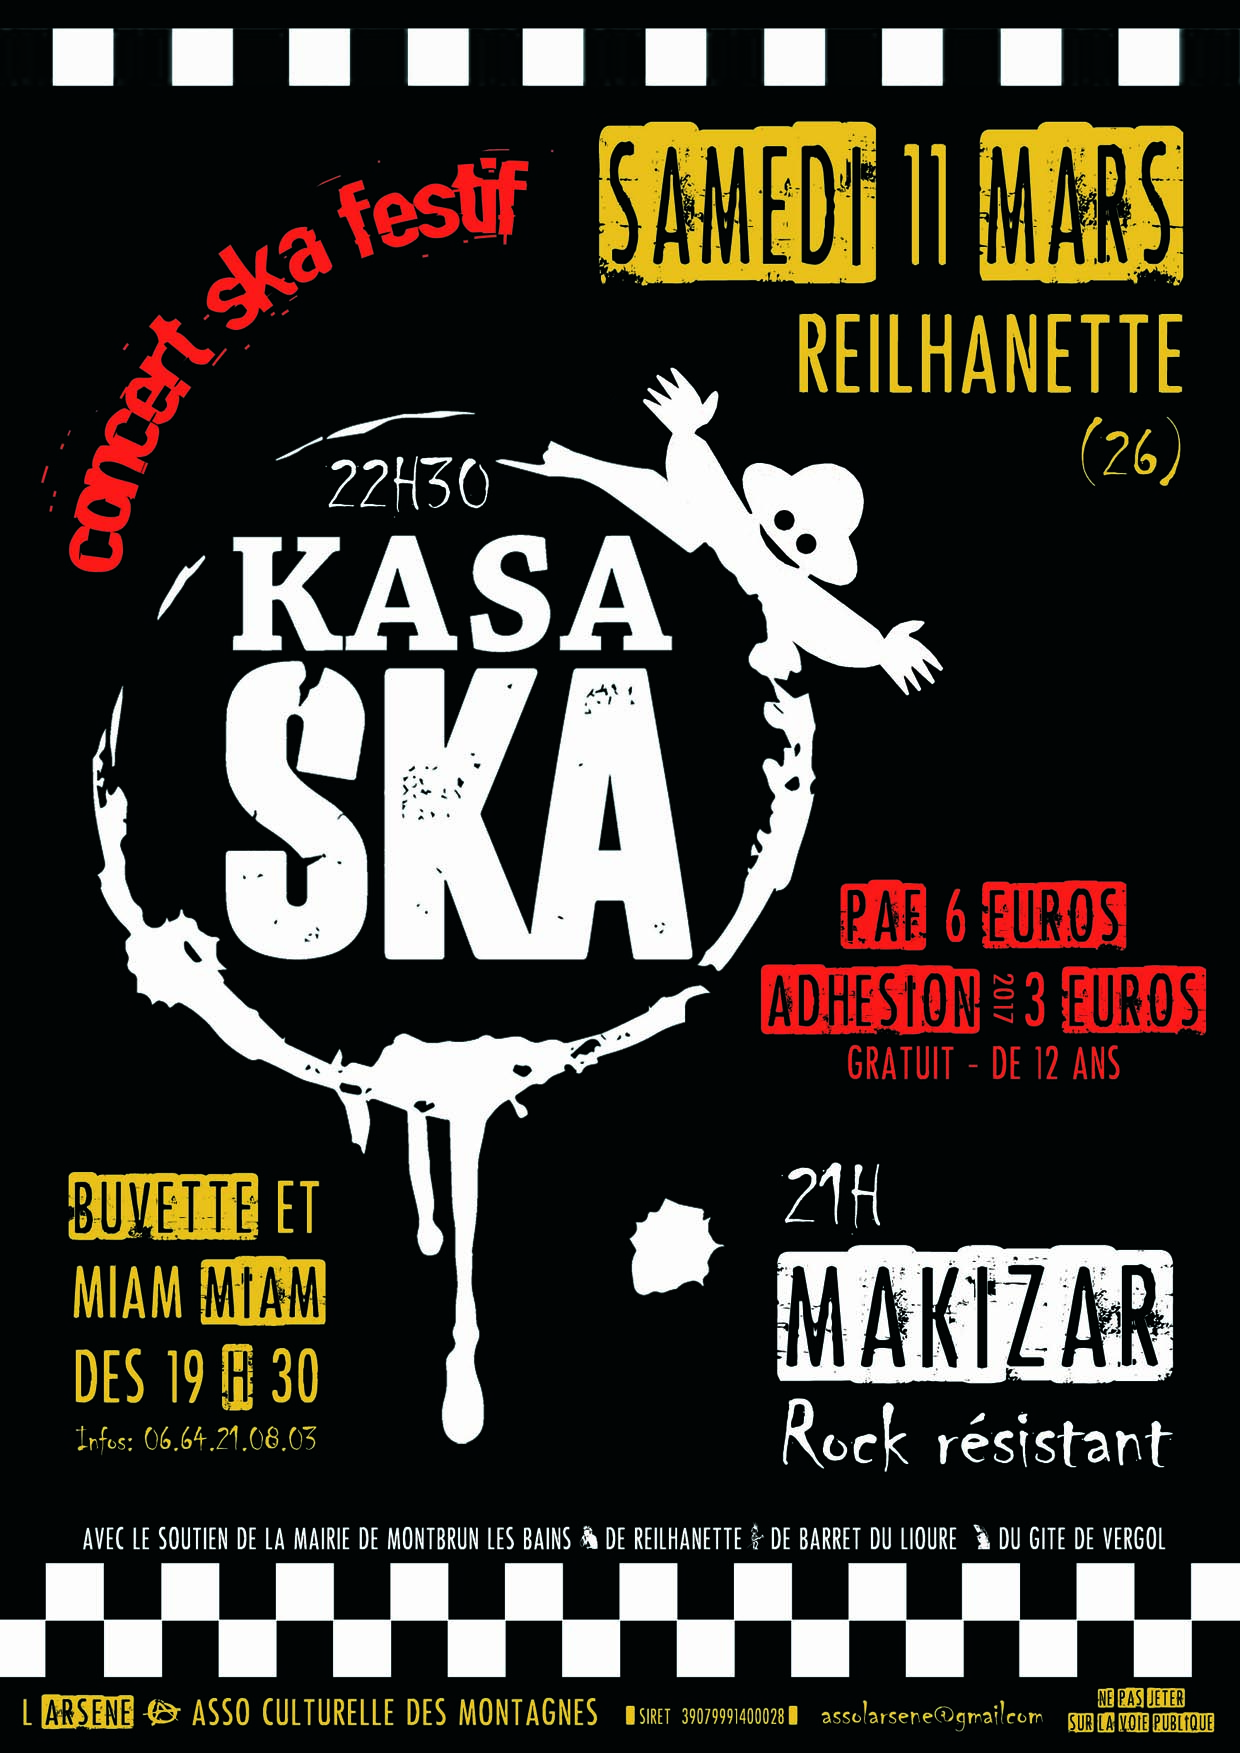 SAMEDI 11 MARS
REILHANETTE
(26)
concert ska festif
22H30
KASA
SKA
PAF 6 EUROS
ADHESION 2017 3 EUROS
GRATUIT - DE 12 ANS
BUVETTE ET
MIAM MIAM
DES 19 H 30
Infos: 06.64.21.08.03
21H
MAKIZAR
Rock résistant
AVEC LE SOUTIEN DE LA MAIRIE DE MONTBRUN LES BAINS DE REILHANETTE DE BARRET DU LIOURE DU GITE DE VERGOL
L ARSENE ASSO CULTURELLE DES MONTAGNES SIRET 39079991400028 assolarsene@gmailcom
NE PAS JETER
SUR LA VOIE PUBLIQUE